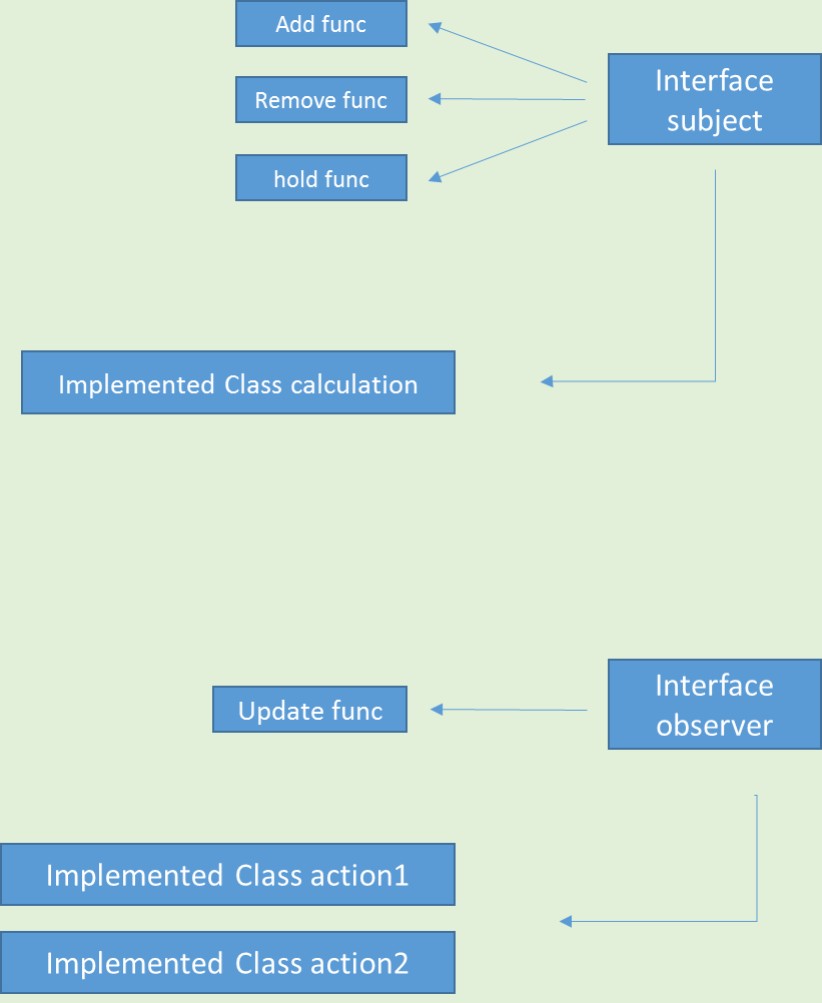 Add func
Remove func
hold func
Interface
subject
Implemented Class calculation
Update func
Interface
observer
Implemented Class action1
Implemented Class action2